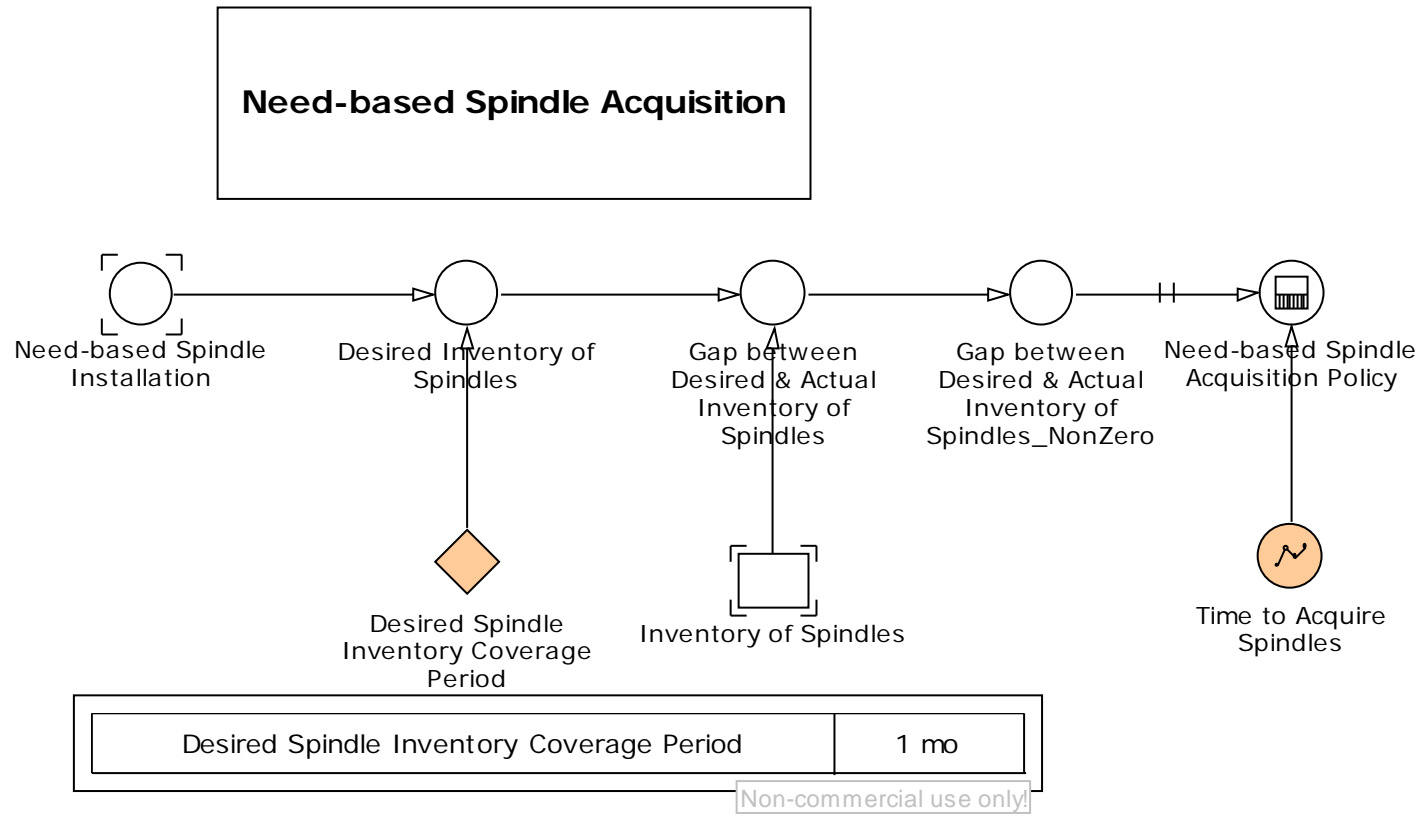 Need-based Spindle Acquisition
Need-based Spindle
Installation
Desired Inventory of
Spindles
Gap between
Desired & Actual
Inventory of
Spindles
Gap between
Desired & Actual
Inventory of
Spindles_NonZero
Need-based Spindle
Acquisition Policy
Desired Spindle
Inventory Coverage
Period
Inventory of Spindles
Time to Acquire
Spindles
Desired Spindle Inventory Coverage Period 1 mo
Non-commercial use only!